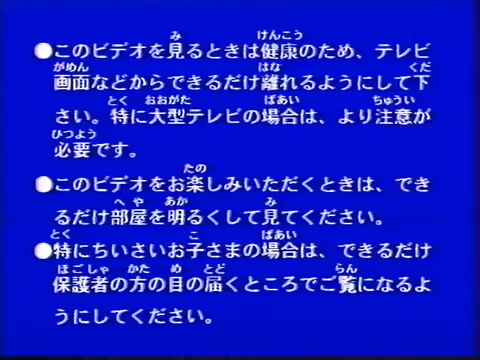 ●このビデオを見るときは健康のため、テレビ
画面などからできるだけ離れるようにして下
さい。特に大型テレビの場合は、より注意が
必要です。
●このビデオをお楽しみいただくときは、でき
るだけ部屋を明るくして見てください。
●特にちいさいお子さまの場合は、できるだけ
保護者の方の目の届くところでご覧になるよ
うにしてください。